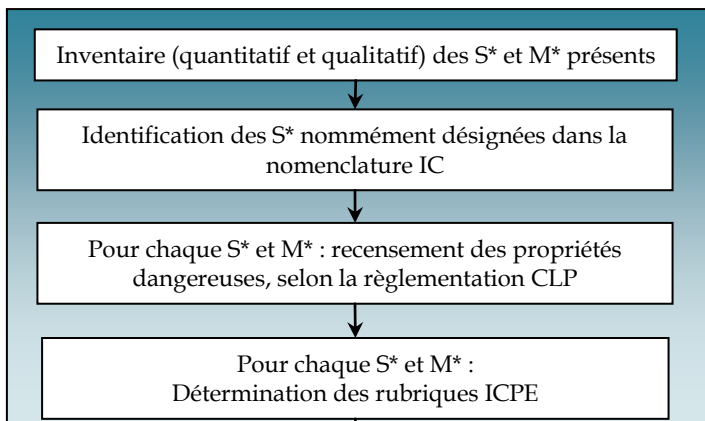 Inventaire (quantitatif et qualitatif) des S* et M* présents
Identification des S* nommément désignées dans la
nomenclature IC
Pour chaque S* et M* : recensement des propriétés
dangereuses, selon la règlementation CLP
Pour chaque S* et M* :
Détermination des rubriques ICPE